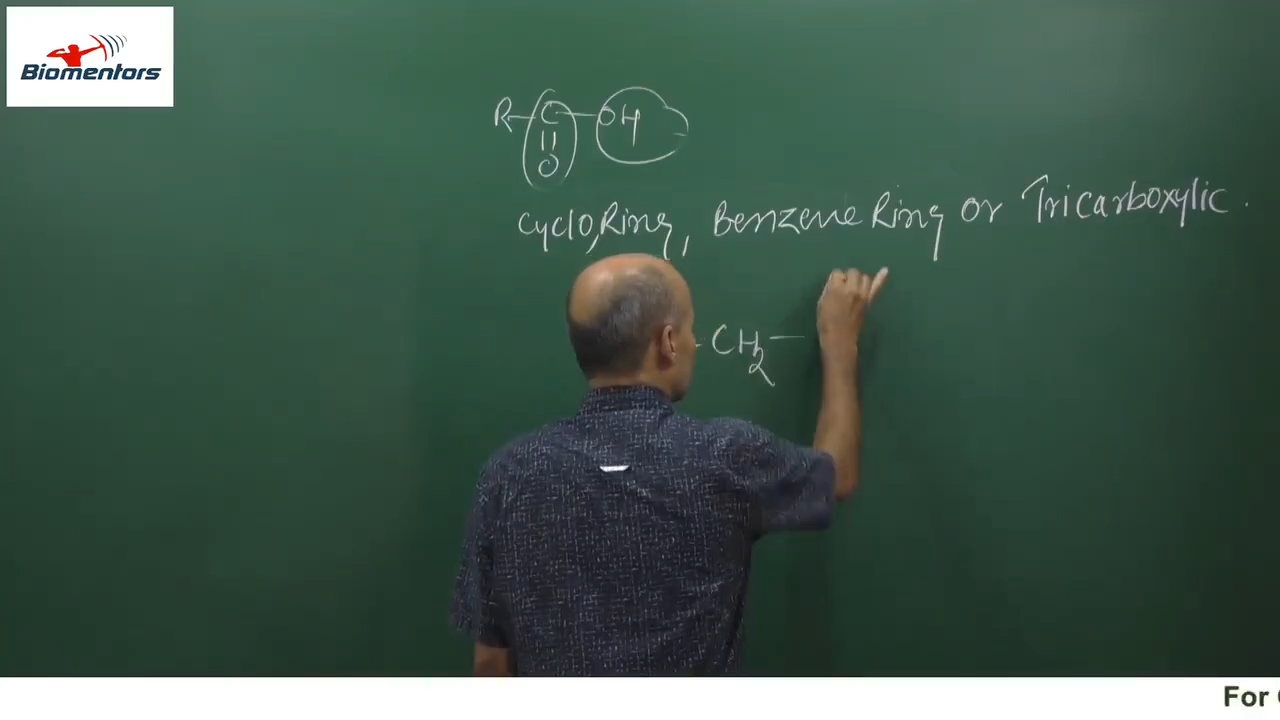 Biomentors
R-C-OH
||
O
Cyclo, Ring, Benzene Ring or Tricarboxylic.
- CH2 -
For